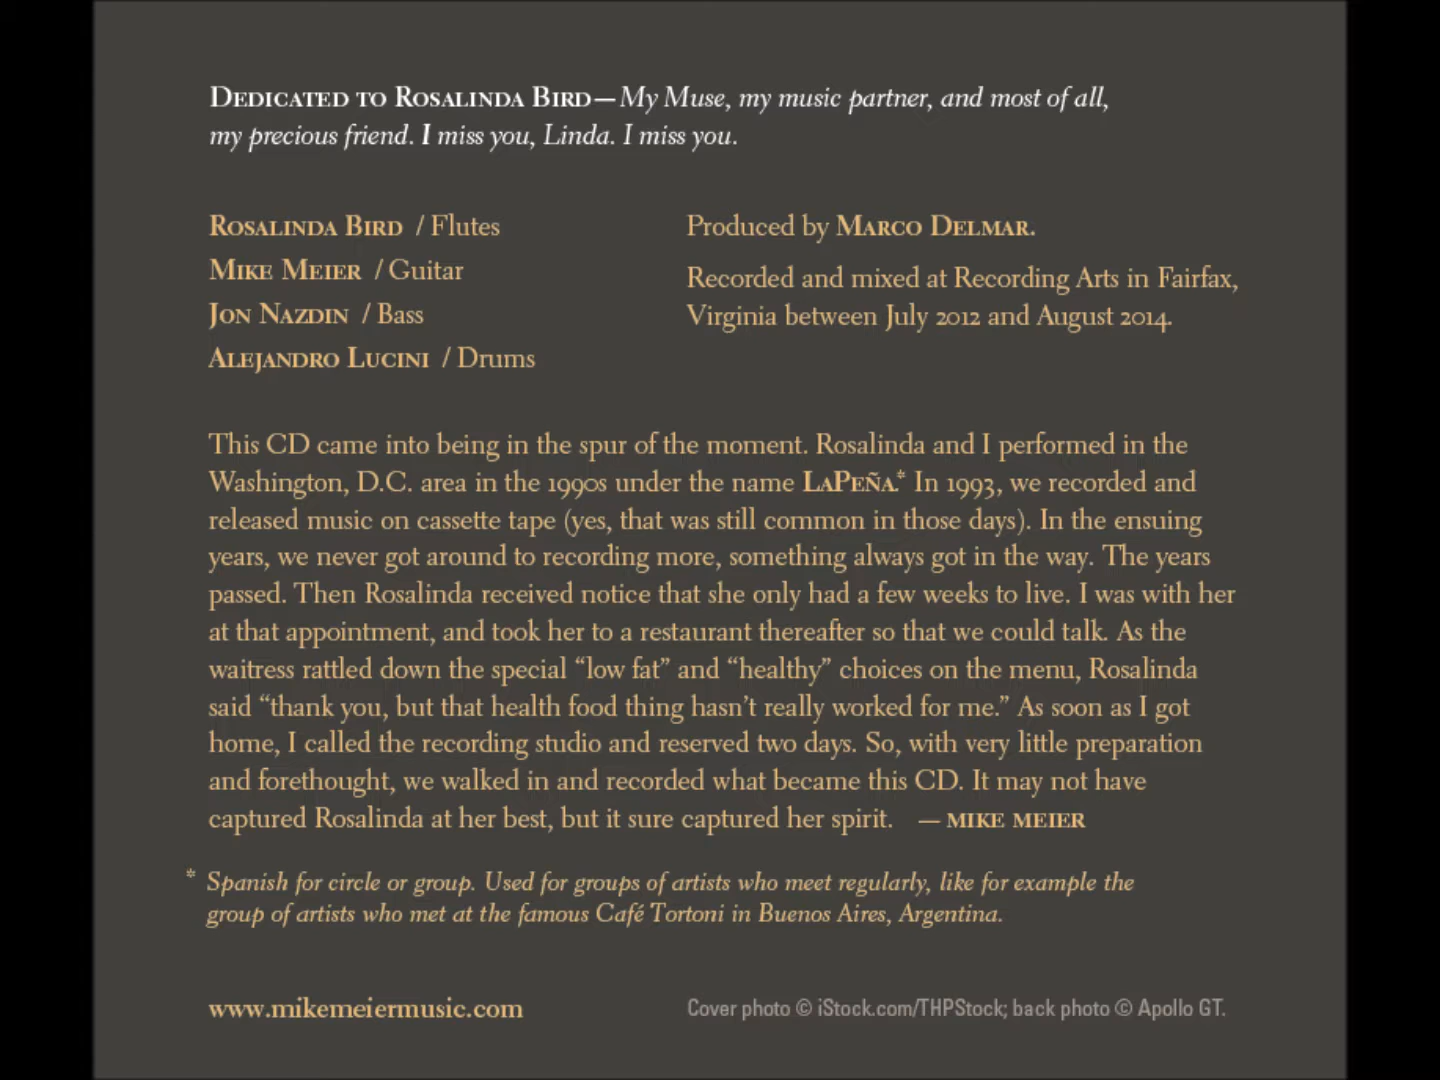 DEDICATED TO ROSALINDA BIRD—My Muse, my music partner, and most of all,
my precious friend. I miss you, Linda. I miss you.
ROSALINDA BIRD / Flutes
MIKE MEIER / Guitar
JON NAZDIN / Bass
ALEJANDRO LUCINI / Drums
Produced by MARCO DELMAR.
Recorded and mixed at Recording Arts in Fairfax,
Virginia between July 2012 and August 2014.
This CD came into being in the spur of the moment. Rosalinda and I performed in the
Washington, D.C. area in the 1990s under the name LAPEÑA.* In 1993, we recorded and
released music on cassette tape (yes, that was still common in those days). In the ensuing
years, we never got around to recording more, something always got in the way. The years
passed. Then Rosalinda received notice that she only had a few weeks to live. I was with her
at that appointment, and took her to a restaurant thereafter so that we could talk. As the
waitress rattled down the special “low fat” and “healthy” choices on the menu, Rosalinda
said “thank you, but that health food thing hasn’t really worked for me.” As soon as I got
home, I called the recording studio and reserved two days. So, with very little preparation
and forethought, we walked in and recorded what became this CD. It may not have
captured Rosalinda at her best, but it sure captured her spirit. — MIKE MEIER
* Spanish for circle or group. Used for groups of artists who meet regularly, like for example the
group of artists who met at the famous Café Tortoni in Buenos Aires, Argentina.
www.mikemeiermusic.com
Cover photo © iStock.com/THPStock; back photo © Apollo GT.